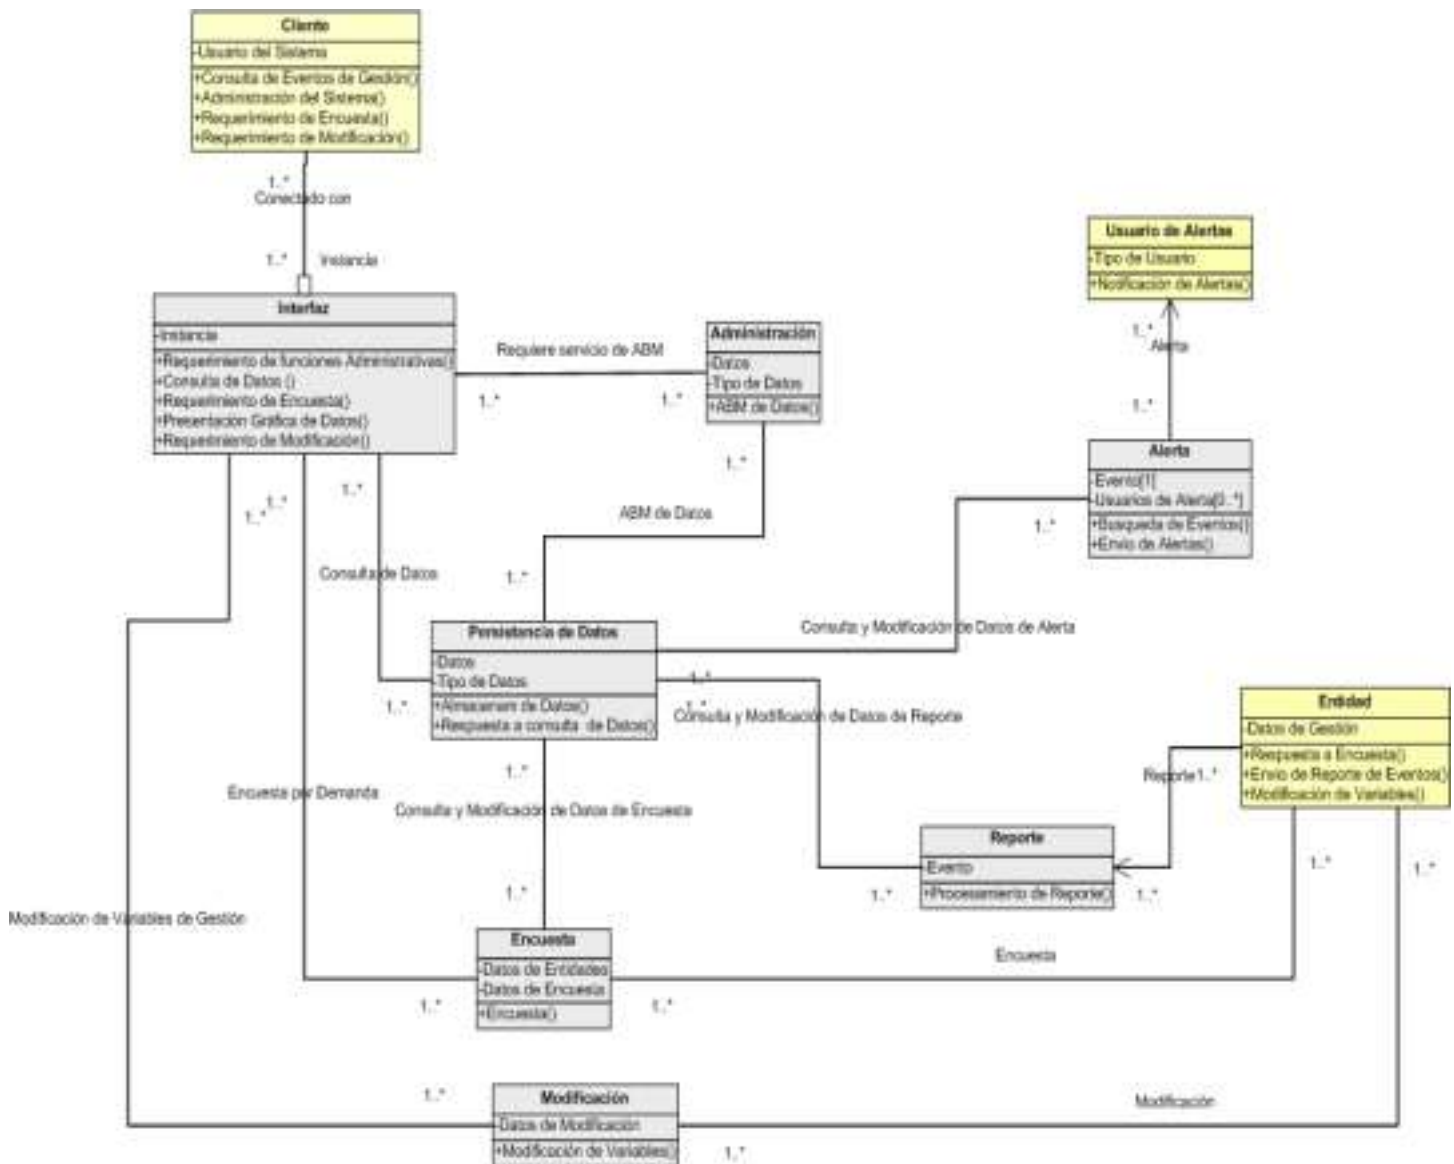 Cliente
-Usuario del Sistema
+Consulta de Eventos de Gestión()
+Administración del Sistema()
+Requerimiento de Encuesta()
+Requerimiento de Modificación()
1..*
Conectado con
1..*
Instancia
Interfaz
-Instancia
+Requerimiento de funciones Administrativas()
+Consulta de Datos ()
+Requerimiento de Encuesta()
+Presentación Gráfica de Datos()
+Requerimiento de Modificación()
Requiere servicio de ABM
1..*
1..*
Administración
-Datos
-Tipo de Datos
+ABM de Datos()
1..*
ABM de Datos
1..*
Usuario de Alertas
-Tipo de Usuario
+Notificación de Alertas()
1..*
Alerta
1..*
Alerta
-Evento[1]
-Usuarios de Alerta[0..*]
+Busqueda de Eventos()
+Envio de Alertas()
1..*
Consulta y Modificación de Datos de Alerta
1..*
1..*
1..*
1..*
Consulta de Datos
1..*
Persistencia de Datos
-Datos
-Tipo de Datos
+Almacenam de Datos()
+Respuesta a consulta de Datos()
1..*
1..*
Consulta y Modificación de Datos de Reporte
Entidad
-Datos de Gestión
+Respuesta a Encuesta()
+Envio de Reporte de Eventos()
+Modificación de Variables()
Reporte
1..*
Reporte
-Evento
+Procesamiento de Reporte()
1..*
1..*
1..*
1..*
Encuesta por Demanda
Consulta y Modificación de Datos de Encuesta
1..*
Modificación de Variables de Gestión
Encuesta
-Datos de Entidades
-Datos de Encuesta
+Encuesta()
1..*
1..*
Encuesta
1..*
Modificación
-Datos de Modificación
+Modificación de Variables()
1..*
Modificación